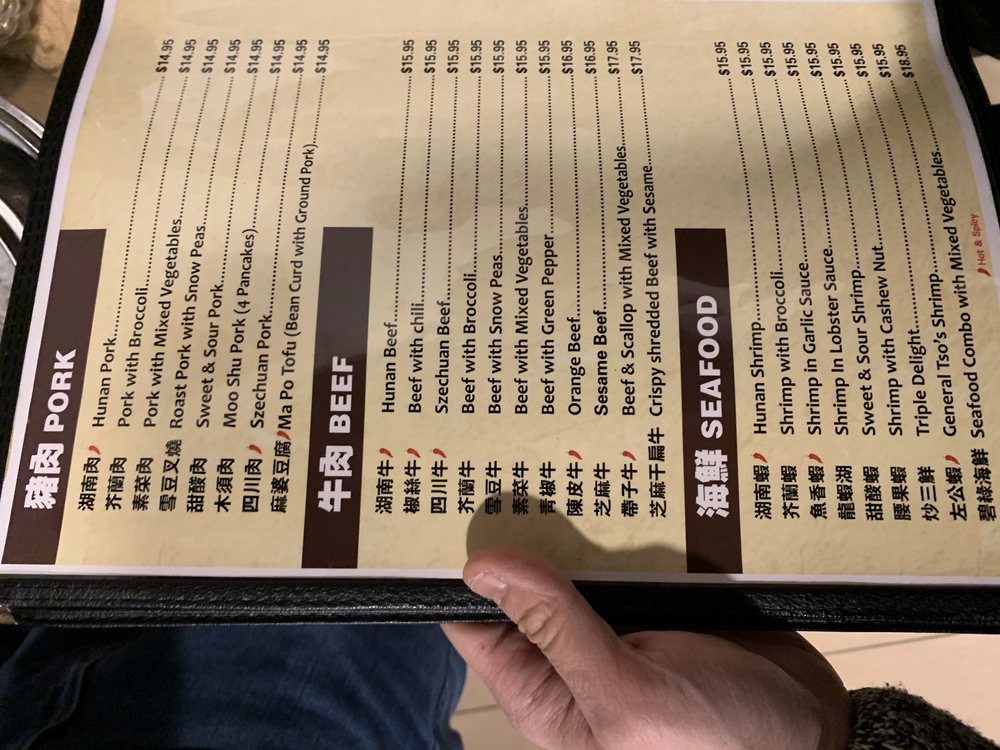 豬肉 PORK
湖南肉 Hunan Pork $14.95
芥蘭肉 Pork with Broccoli $14.95
素菜肉 Pork with Mixed Vegetables $14.95
雪豆叉燒 Roast Pork with Snow Peas $14.95
甜酸肉 Sweet & Sour Pork $14.95
木須肉 Moo Shu Pork (4 Pancakes) $14.95
四川肉 Szechuan Pork $14.95
麻婆豆腐 Ma Po Tofu (Bean Curd with Ground Pork) $14.95
牛肉 BEEF
湖南牛 Hunan Beef $15.95
椒絲牛 Beef with chili $15.95
四川牛 Szechuan Beef $15.95
芥蘭牛 Beef with Broccoli $15.95
雪豆牛 Beef with Snow Peas $15.95
素菜牛 Beef with Mixed Vegetables $15.95
青椒牛 Beef with Green Pepper $15.95
陳皮牛 Orange Beef $16.95
芝麻牛 Sesame Beef $16.95
帶子牛 Beef & Scallop with Mixed Vegetables $17.95
芝麻干扁牛 Crispy shredded Beef with Sesame $17.95
海鮮 SEAFOOD
湖南蝦 Hunan Shrimp $15.95
芥蘭蝦 Shrimp with Broccoli $15.95
魚香蝦 Shrimp in Garlic Sauce $15.95
龍蝦湖 Shrimp In Lobster Sauce $15.95
甜酸蝦 Sweet & Sour Shrimp $15.95
腰果蝦 Shrimp with Cashew Nut $15.95
炒三鮮 Triple Delight $15.95
左公蝦 General Tso's Shrimp $15.95
碧綠海鮮 Seafood Combo with Mixed Vegetables $18.95
Hot & Spicy